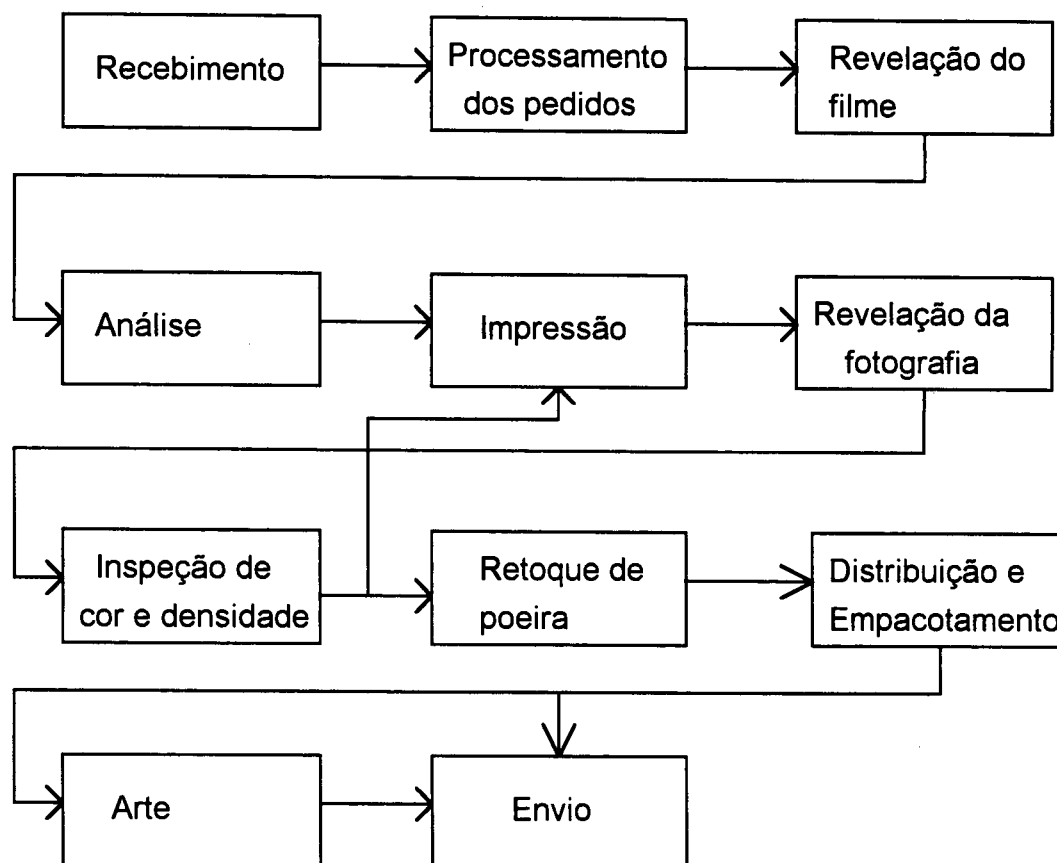 Recebimento
Processamento
dos pedidos
Revelação do
filme
Análise
Impressão
Revelação da
fotografia
Inspeção de
cor e densidade
Retoque de
poeira
Distribuição e
Empacotamento
Arte
Envio